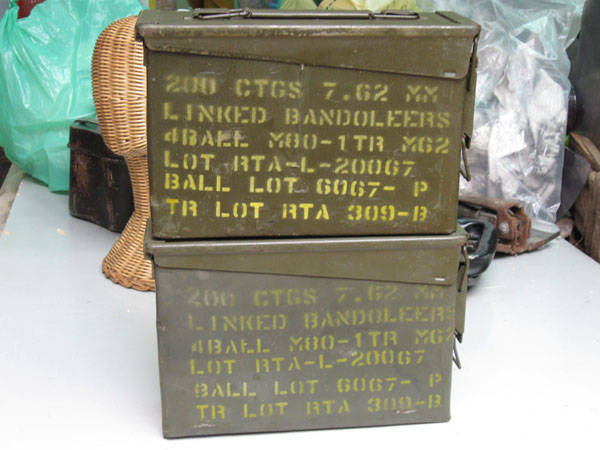 200 CTGS 7.62 MM
LINKED BANDOLEERS
4BALL M80-1TR M62
LOT RTA-L-20067
BALL LOT 6067- P
TR LOT RTA 309-B
200 CTGS 7.62 MM
LINKED BANDOLEERS
4BALL M80-1TR M62
LOT RTA-L-20067
BALL LOT 6067- P
TR LOT RTA 309-B